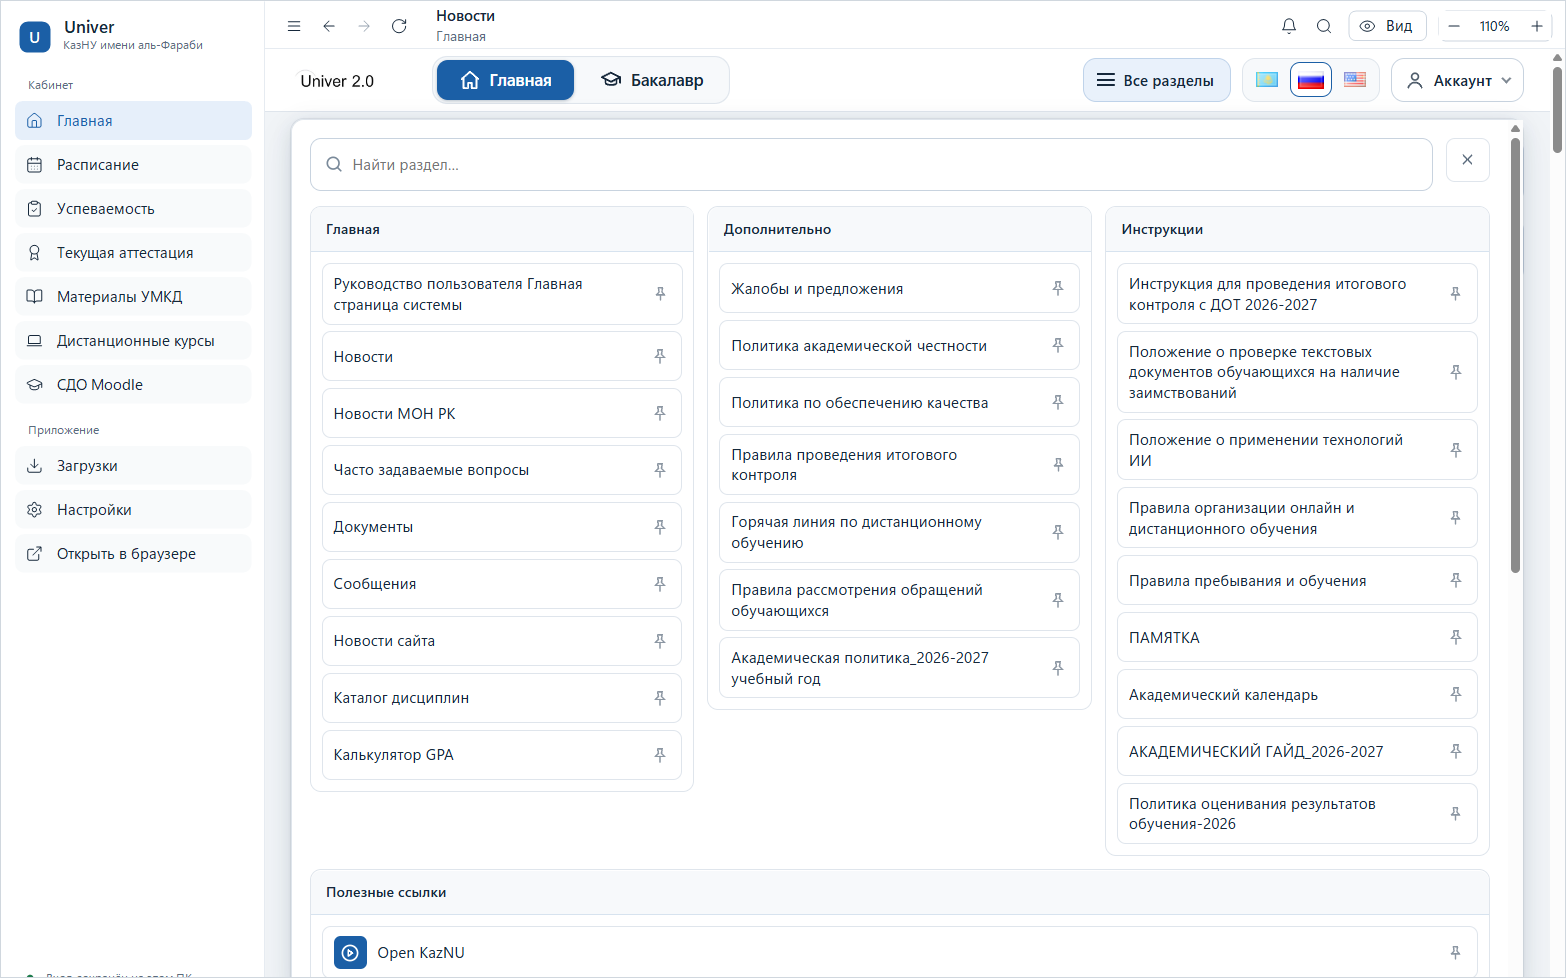 Univer
КазНУ имени аль-Фараби
Кабинет
Главная
Расписание
Успеваемость
Текущая аттестация
Материалы УМКД
Дистанционные курсы
СДО Moodle
Приложение
Загрузки
Настройки
Открыть в браузере
Новости
Главная
Вид
110%
Univer 2.0
Главная
Бакалавр
Все разделы
Аккаунт
Найти раздел...
Главная
Руководство пользователя Главная
страница системы
Новости
Новости МОН РК
Часто задаваемые вопросы
Документы
Сообщения
Новости сайта
Каталог дисциплин
Калькулятор GPA
Дополнительно
Жалобы и предложения
Политика академической честности
Политика по обеспечению качества
Правила проведения итогового
контроля
Горячая линия по дистанционному
обучению
Правила рассмотрения обращений
обучающихся
Академическая политика_2026-2027
учебный год
Инструкции
Инструкция для проведения итогового
контроля с ДОТ 2026-2027
Положение о проверке текстовых
документов обучающихся на наличие
заимствований
Положение о применении технологий
ИИ
Правила организации онлайн и
дистанционного обучения
Правила пребывания и обучения
ПАМЯТКА
Академический календарь
АКАДЕМИЧЕСКИЙ ГАЙД_2026-2027
Политика оценивания результатов
обучения-2026
Полезные ссылки
Open KazNU